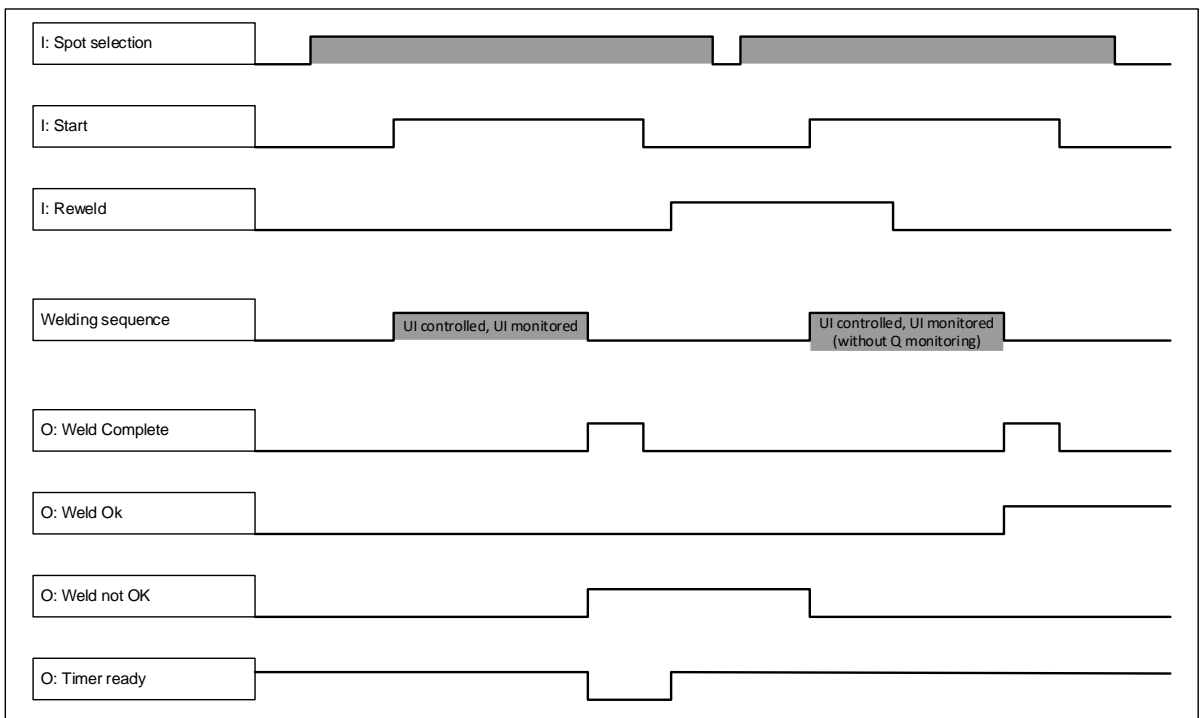 I: Spot selection
I: Start
I: Reweld
Welding sequence
UI controlled, UI monitored
UI controlled, UI monitored
(without Q monitoring)
O: Weld Complete
O: Weld Ok
O: Weld not OK
O: Timer ready